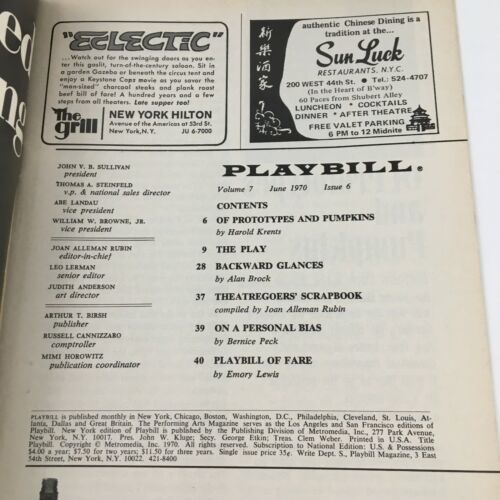 "ECLECTIC"
...Watch out for the swinging doors as you en-
ter this gaslit, turn-of-the-century saloon. Sit in
a garden Gazebo or beneath the circus tent and
enjoy a Keystone Cops movie as you savor the
"man-sized" charcoal steaks and plank roast
beef bill of fare! A hundred years and a few
steps from all theaters. Late supper too!
The grill
NEW YORK HILTON
Avenue of the Americas at 53rd St.
New York, N.Y. JU 6-7000
authentic Chinese Dining is a
tradition at the...
Sun Luck
RESTAURANTS, N.Y.C.
200 WEST 44th St. • Tel.: 524-4707
(In the Heart of B'way)
60 Paces from Shubert Alley
LUNCHEON • COCKTAILS
DINNER • AFTER THEATRE
FREE VALET PARKING
6 PM to 12 Midnite
新樂酒家
JOHN V. B. SULLIVAN
president
THOMAS A. STEINFELD
v.p. & national sales director
ABE LANDAU
vice president
WILLIAM W. BROWNE, JR.
vice president
JOAN ALLEMAN RUBIN
editor-in-chief
LEO LERMAN
senior editor
JUDITH ANDERSON
art director
ARTHUR T. BIRSH
publisher
RUSSELL CANNIZZARO
comptroller
MIMI HOROWITZ
publication coordinator
PLAYBILL®
Volume 7 June 1970 Issue 6
CONTENTS
6 OF PROTOTYPES AND PUMPKINS
by Harold Krents
9 THE PLAY
28 BACKWARD GLANCES
by Alan Brock
37 THEATREGOERS' SCRAPBOOK
compiled by Joan Alleman Rubin
39 ON A PERSONAL BIAS
by Bernice Peck
40 PLAYBILL OF FARE
by Emory Lewis
PLAYBILL is published monthly in New York, Chicago, Boston, Washington, D.C., Philadelphia, Cleveland, St. Louis, At-
lanta, Dallas and Great Britain. The Performing Arts Magazine serves as the Los Angeles and San Francisco editions of
Playbill. New York edition of Playbill is published by the Publishing Division of Metromedia, Inc., 277 Park Avenue,
New York, N.Y. 10017. Pres. John W. Kluge; Secy. George Etkin; Treas. Clem Weber. Printed in U.S.A. Title
Playbill. Copyright © Metromedia, Inc. 1970. All rights reserved. Subscription to National Edition: U.S. & Possessions
$4.00 a year; $7.50 for two years; $11.50 for three years. Single issue price 35¢. Write Dept. S., Playbill Magazine, 3 East
54th Street, New York, N.Y. 10022. 421-8400